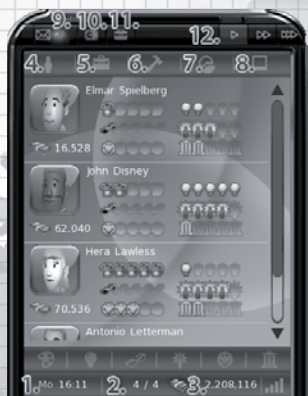 9. 10. 11.
12.
4. 5. 6. 7. 8.
Elmar Spielberg
16.528
John Disney
62.040
Hera Lawless
70.536
Antonio Letterman
1. Mo 16:11 2. 4 / 4 3. 2,208,116